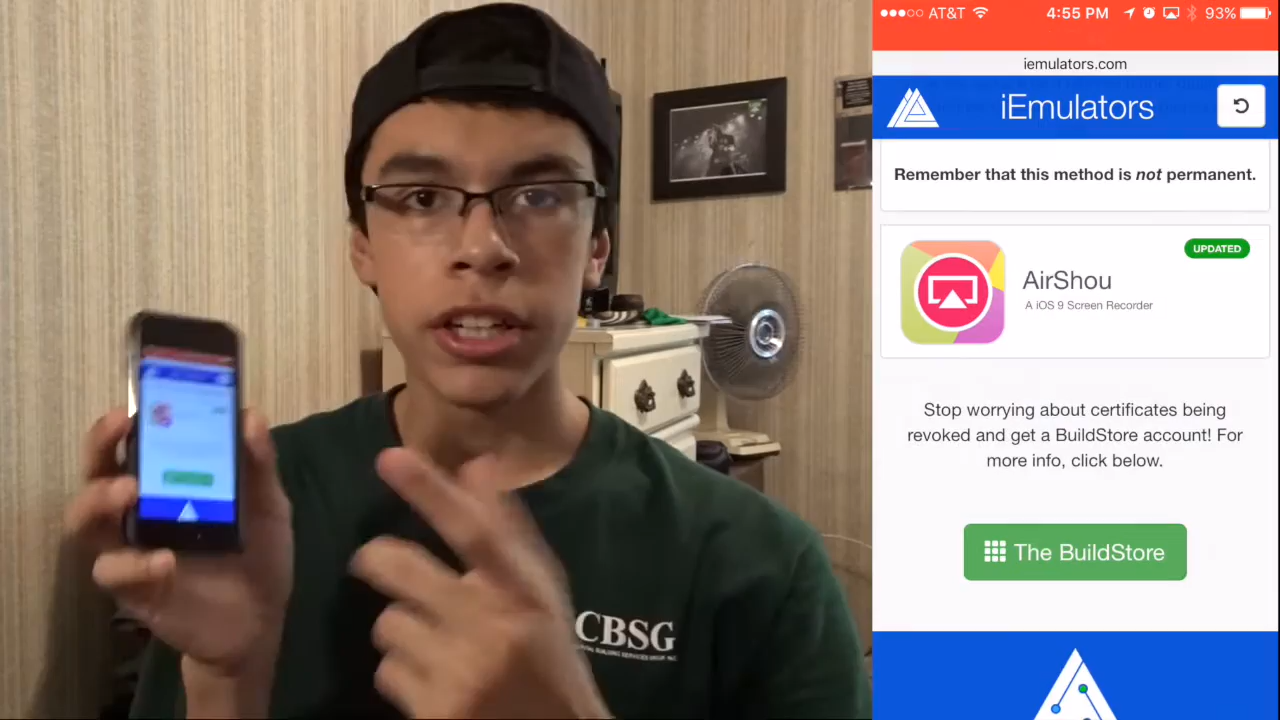 AT&T 4:55 PM 93%
iemulators.com
iEmulators
Remember that this method is not permanent.
UPDATED
AirShou
A iOS 9 Screen Recorder
Stop worrying about certificates being
revoked and get a BuildStore account! For
more info, click below.
The BuildStore
CBSG